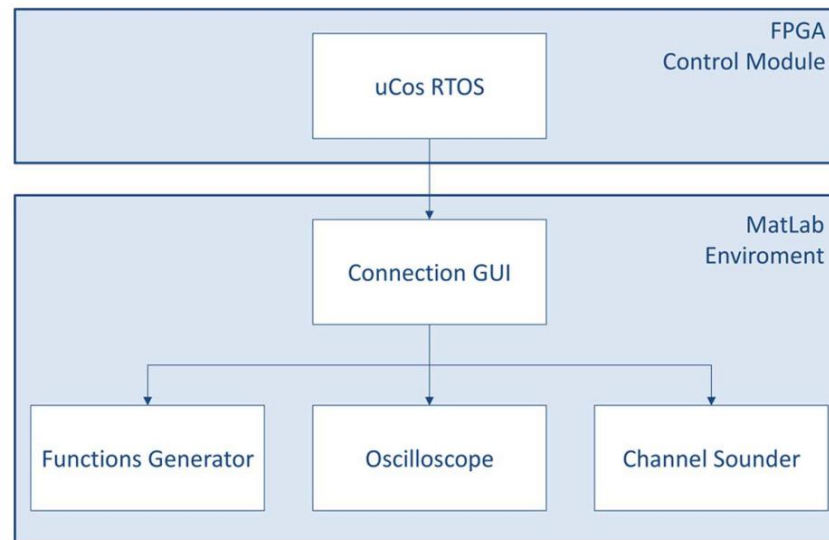 FPGA
Control Module
uCos RTOS
MatLab
Enviroment
Connection GUI
Functions Generator
Oscilloscope
Channel Sounder